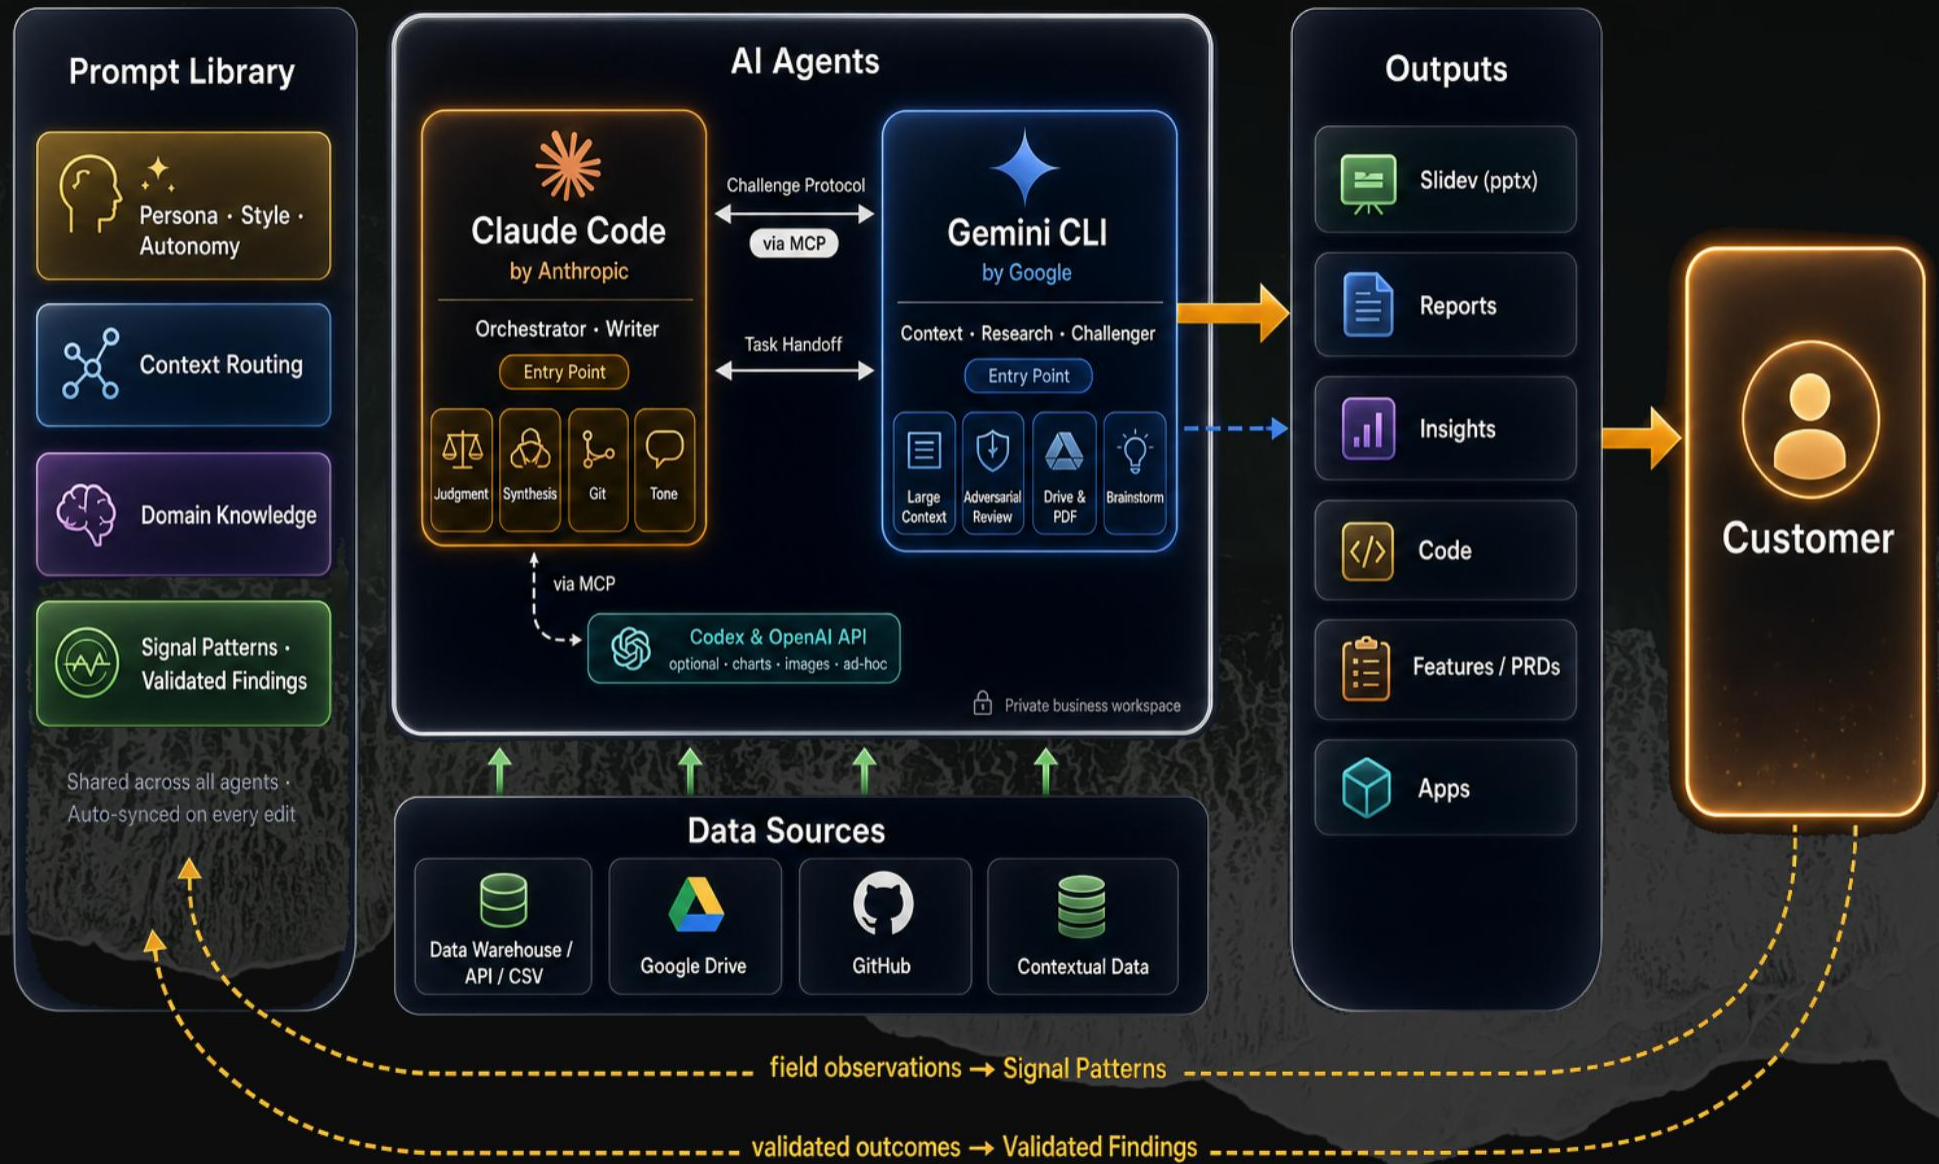 Prompt Library
Persona · Style ·
Autonomy
Context Routing
Domain Knowledge
Signal Patterns ·
Validated Findings
Shared across all agents ·
Auto-synced on every edit
AI Agents
Claude Code
by Anthropic
Orchestrator · Writer
Entry Point
Judgment
Synthesis
Git
Tone
Challenge Protocol
via MCP
Task Handoff
Gemini CLI
by Google
Context · Research · Challenger
Entry Point
Large
Context
Adversarial
Review
Drive &
PDF
Brainstorm
via MCP
Codex & OpenAI API
optional · charts · images · ad-hoc
Private business workspace
Data Sources
Data Warehouse /
API / CSV
Google Drive
GitHub
Contextual Data
Outputs
Slidev (pptx)
Reports
Insights
Code
Features / PRDs
Apps
Customer
field observations → Signal Patterns
validated outcomes → Validated Findings